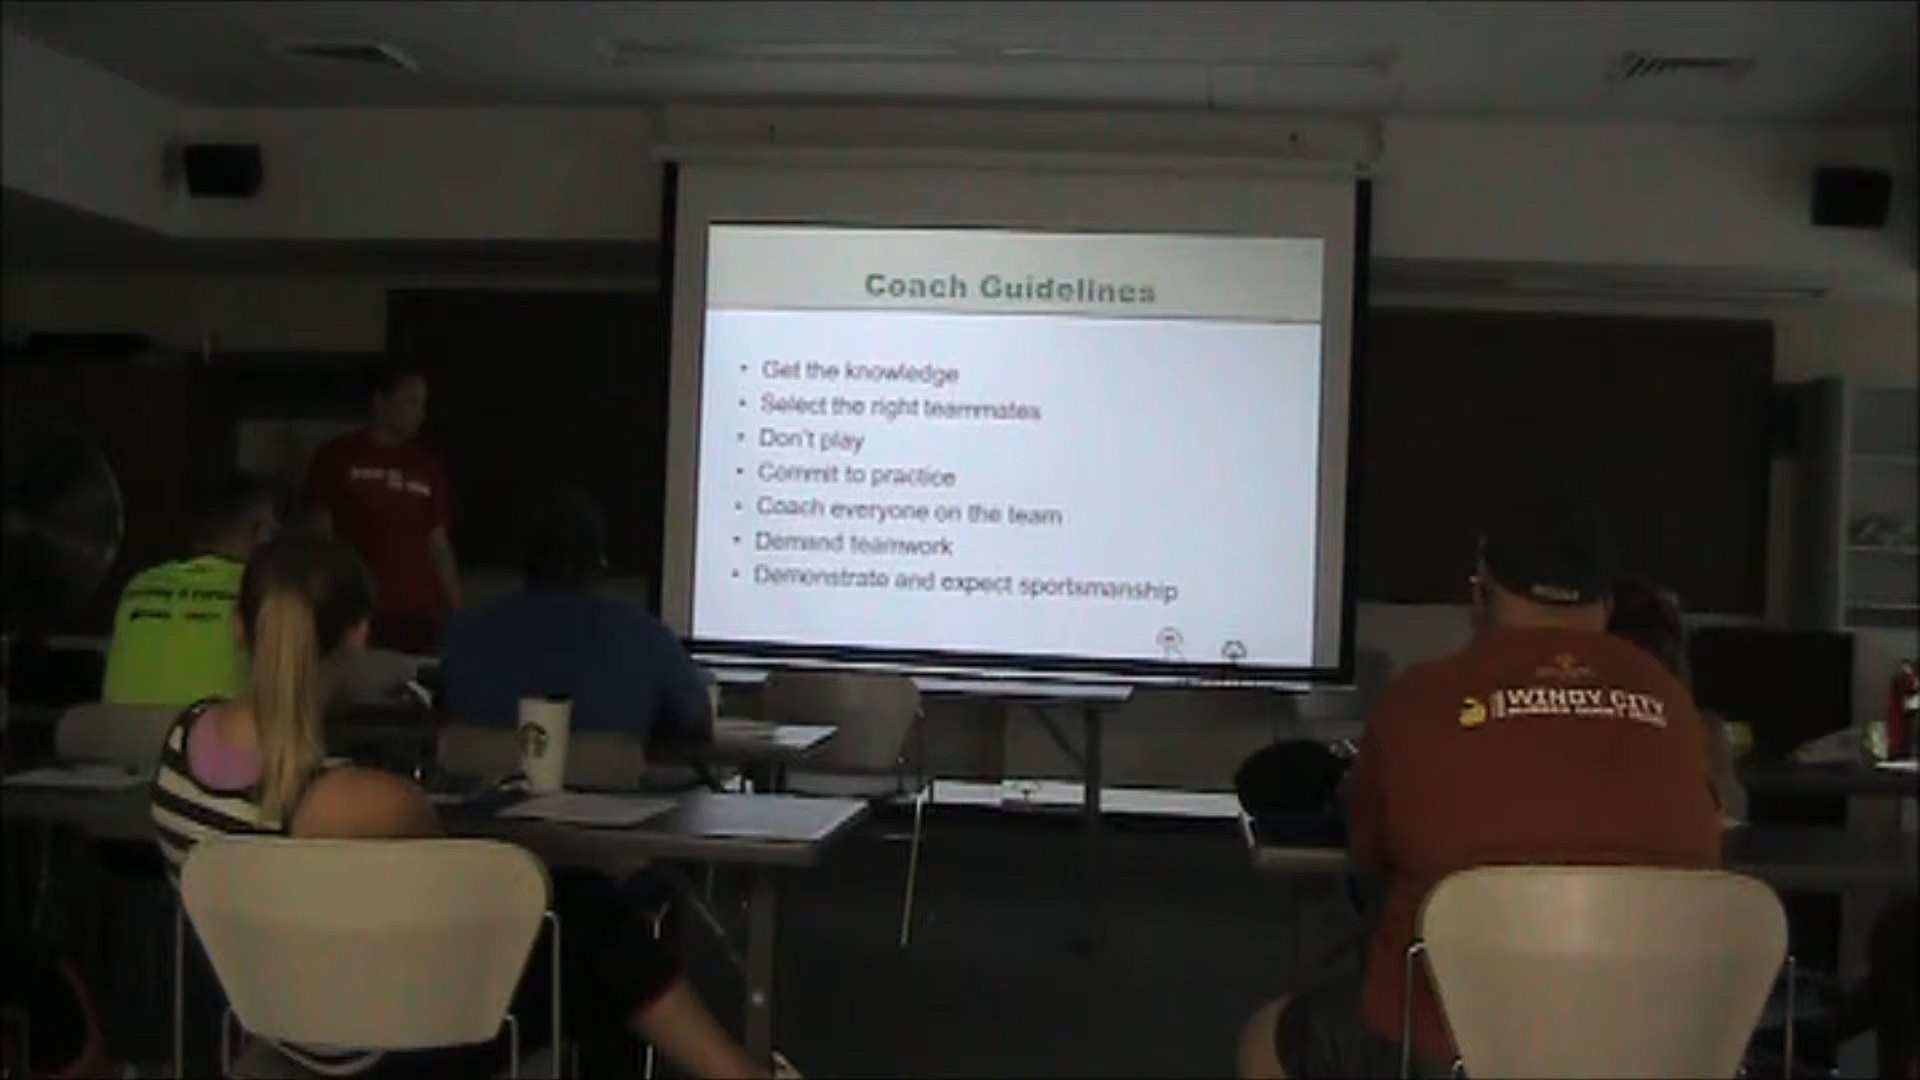 Coach Guidelines
• Get the knowledge
• Select the right teammates
• Don't play
• Commit to practice
• Coach everyone on the team
• Demand teamwork
• Demonstrate and expect sportsmanship
WINDY CITY